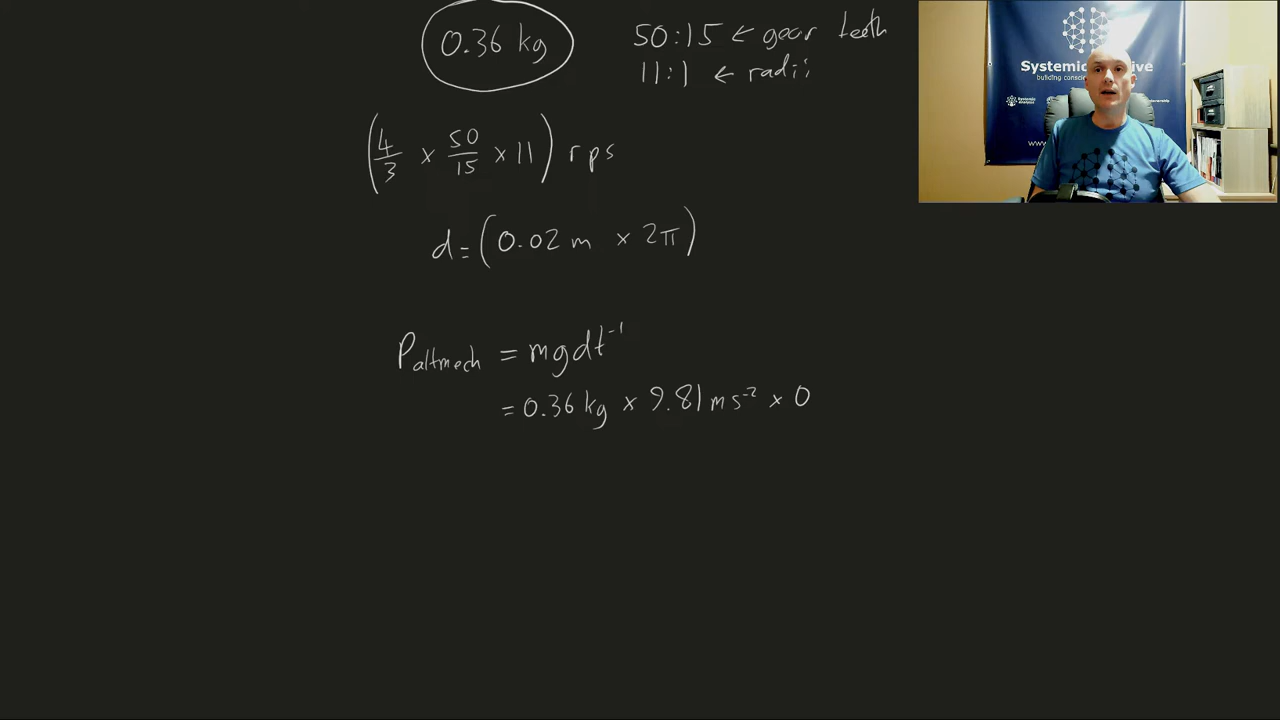 0.36 kg
50:15 ← gear teeth
11:1 ← radii
(4/3 × 50/15 × 11) rps
d = (0.02 m × 2π)
Paltmech = mgdt⁻¹
= 0.36 kg × 9.81 ms⁻² × 0
Systemic